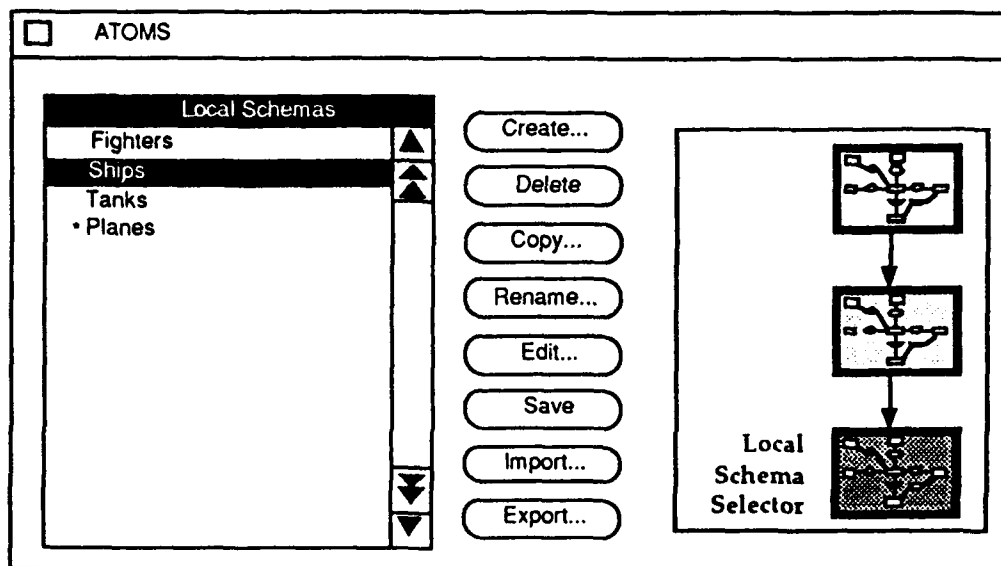 ATOMS
Local Schemas
Fighters
Ships
Tanks
* Planes
Create...
Delete
Copy...
Rename...
Edit...
Save
Import...
Export...
Local
Schema
Selector